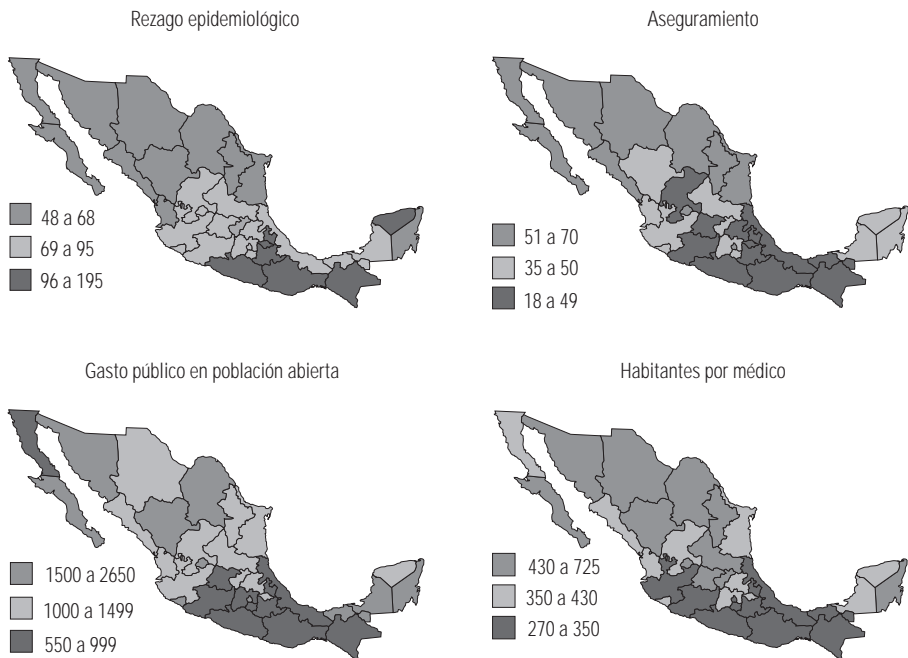 Rezago epidemiológico
48 a 68
69 a 95
96 a 195
Aseguramiento
51 a 70
35 a 50
18 a 49
Gasto público en población abierta
1500 a 2650
1000 a 1499
550 a 999
Habitantes por médico
430 a 725
350 a 430
270 a 350